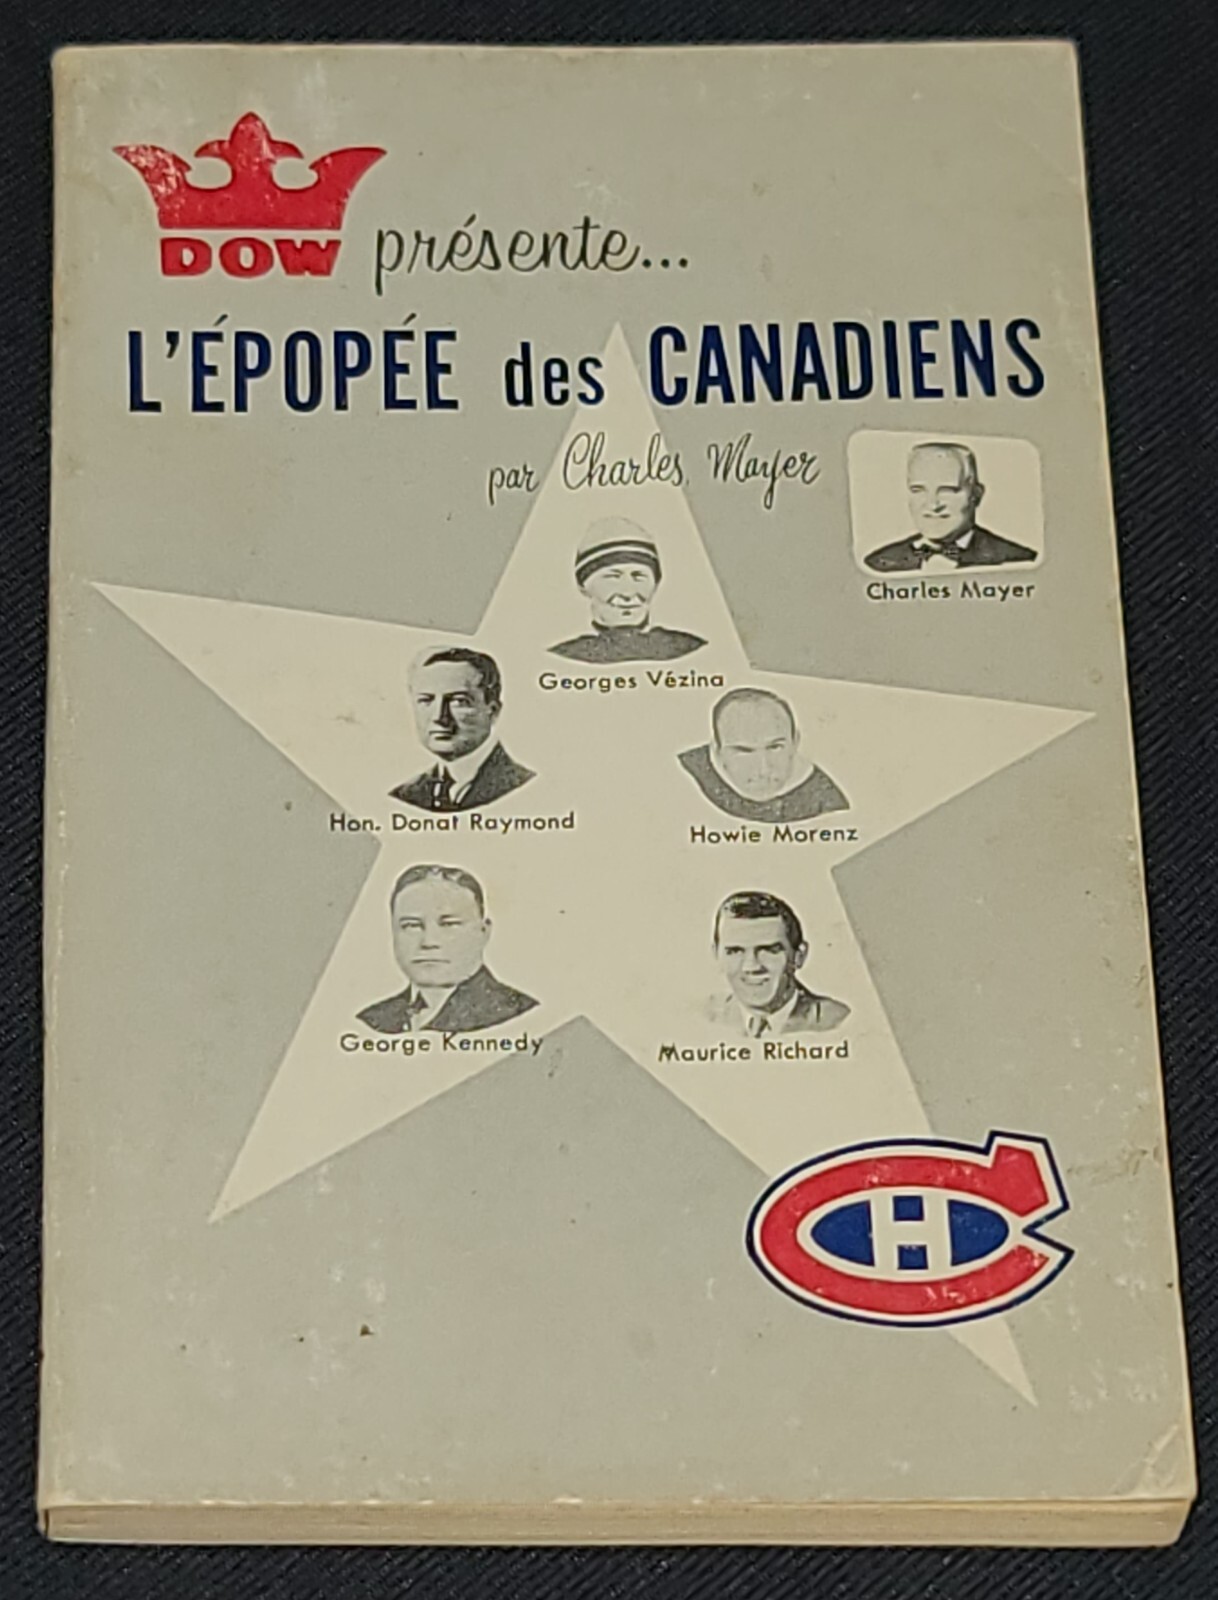 DOW présente...
L'ÉPOPÉE des CANADIENS
par Charles Mayer
Charles Mayer
Georges Vézina
Hon. Donat Raymond
Howie Morenz
George Kennedy
Maurice Richard
CH